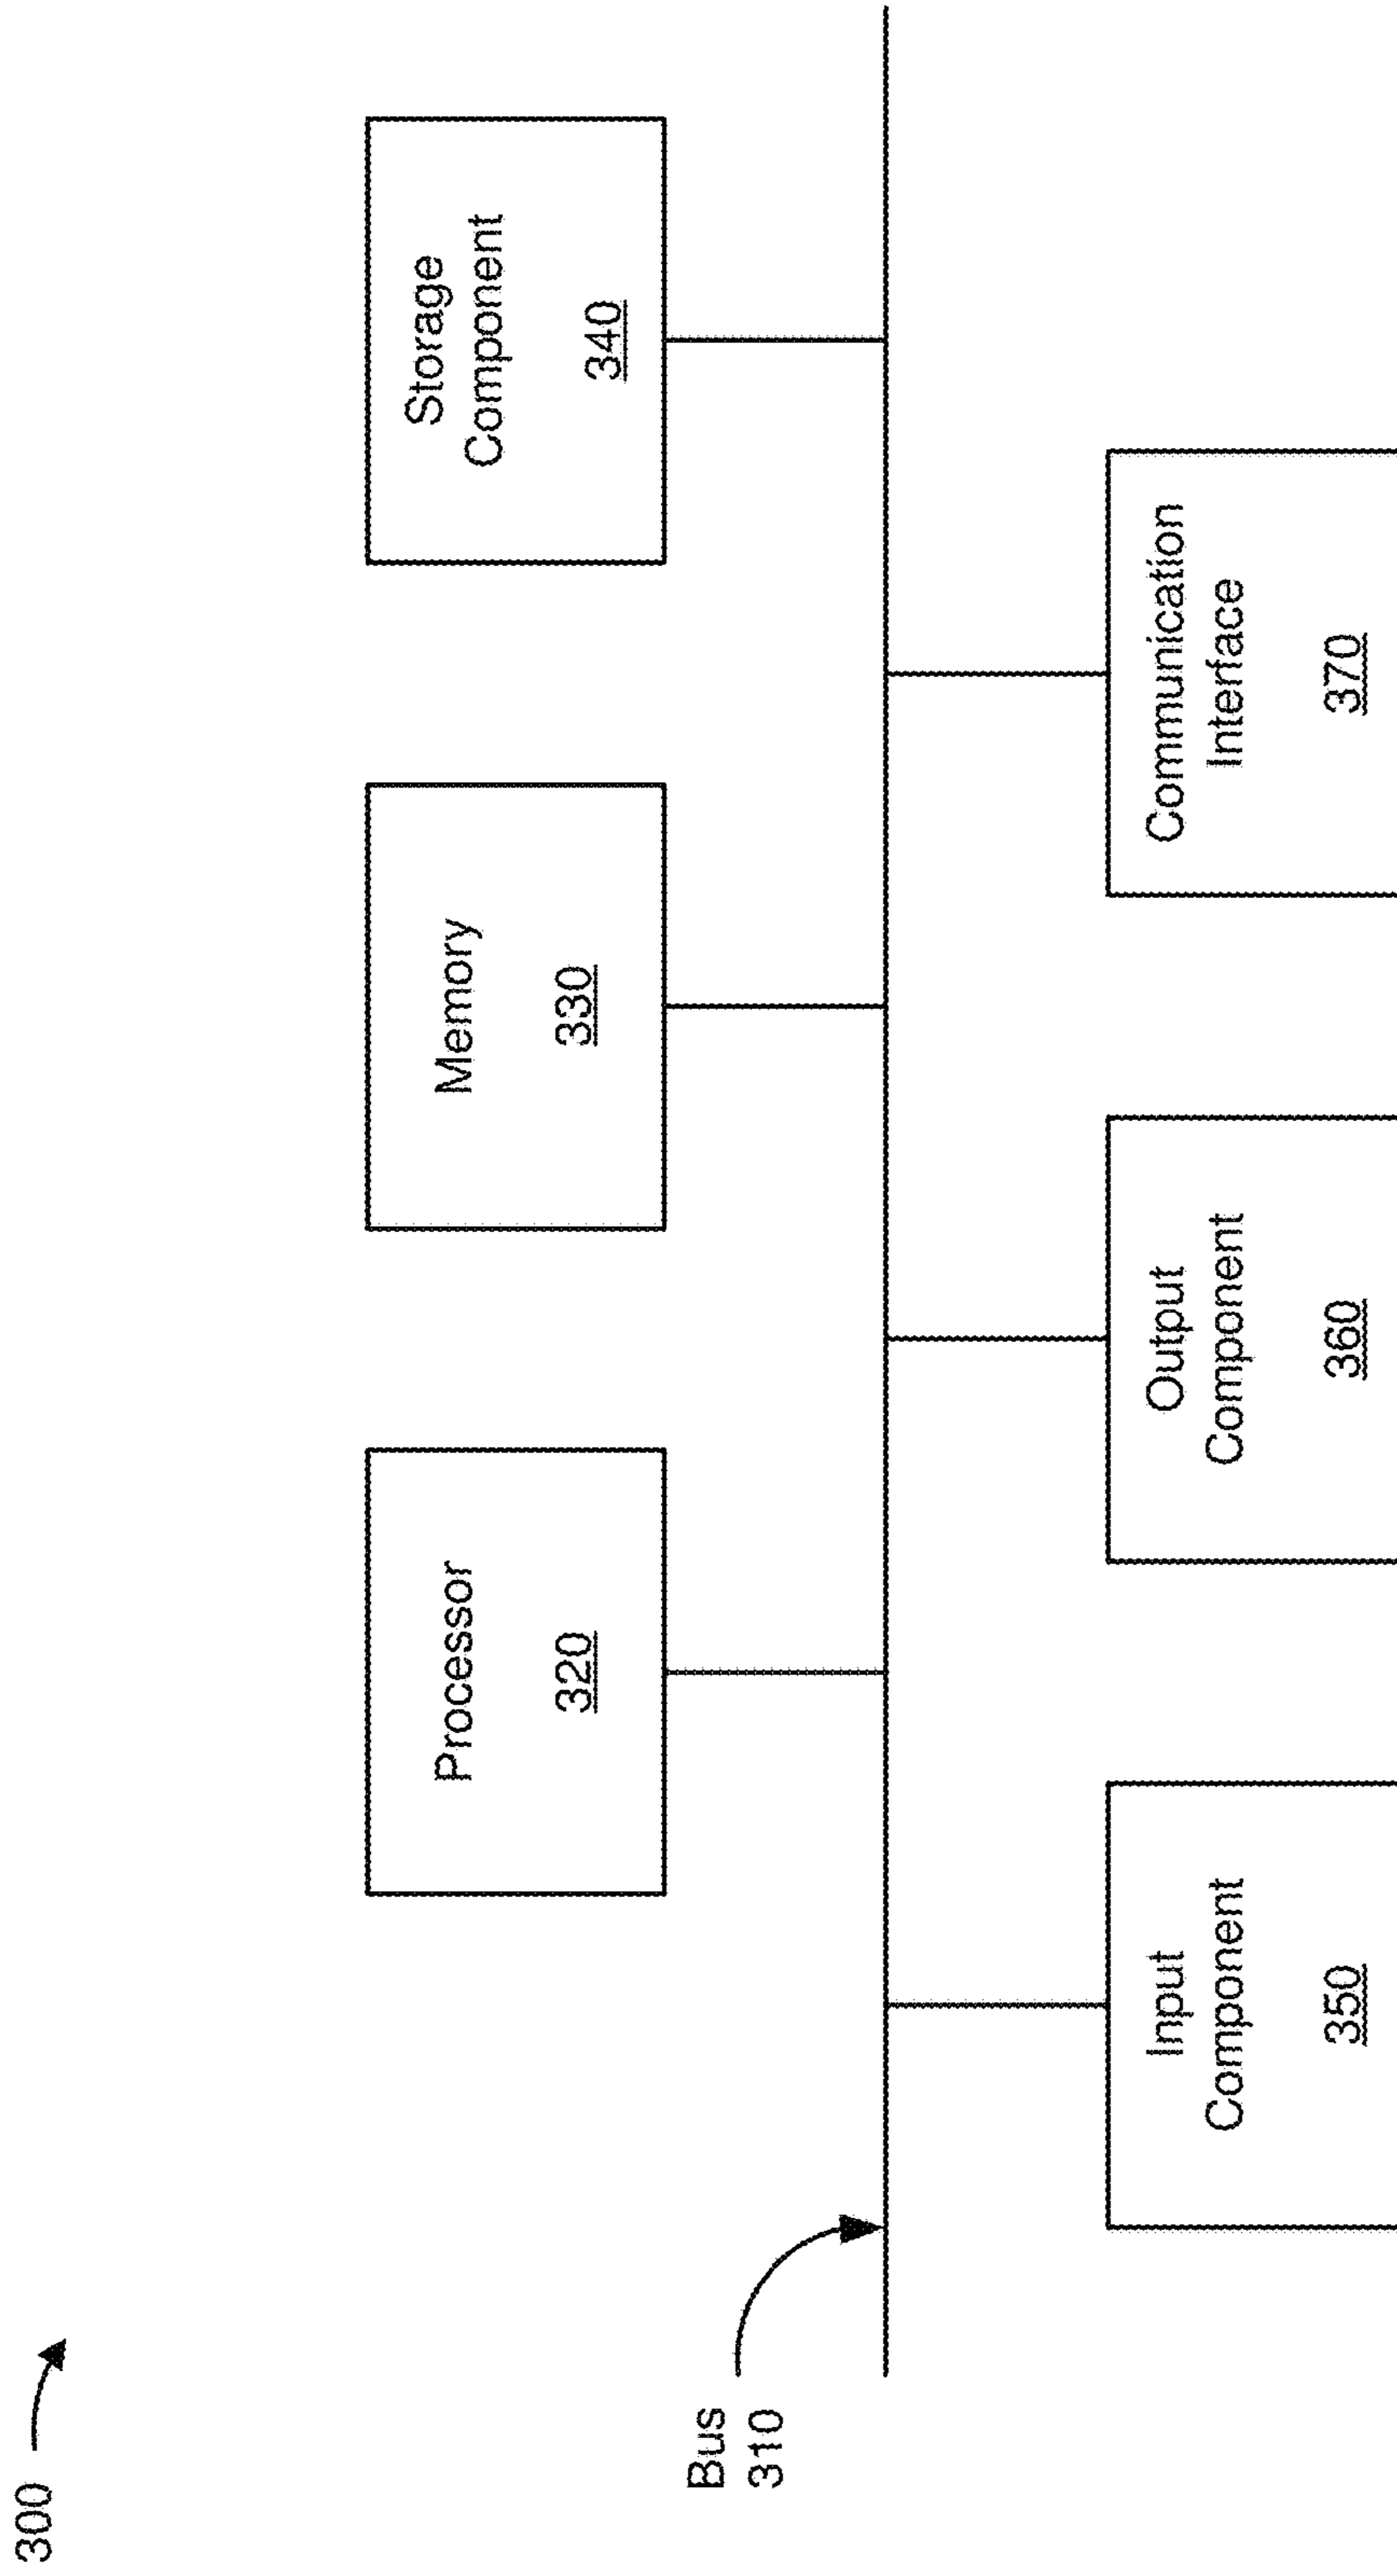 300
Bus
310
Processor
320
Memory
330
Storage
Component
340
Input
Component
350
Output
Component
360
Communication
Interface
370